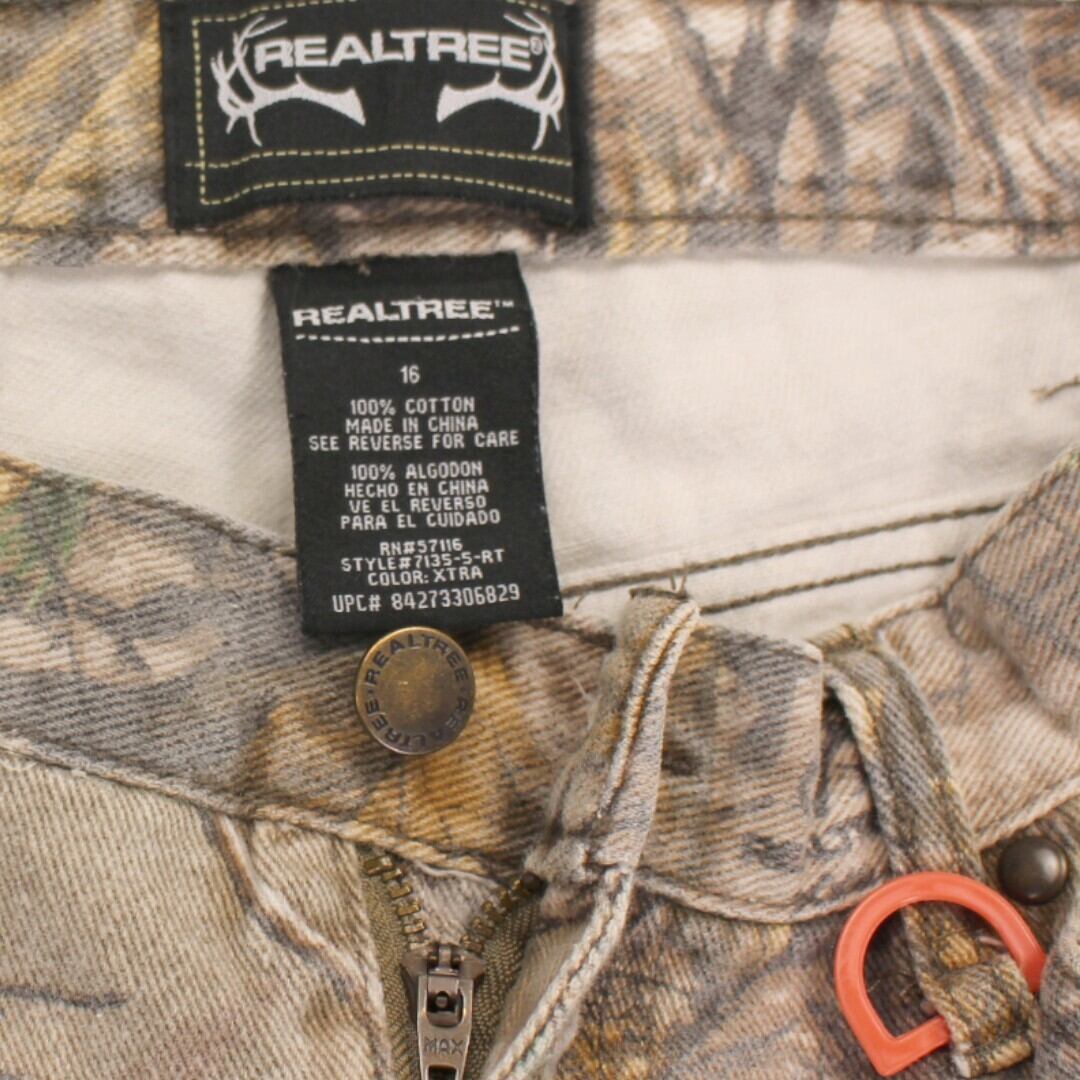 REALTREE®
REALTREE™
16
100% COTTON
MADE IN CHINA
SEE REVERSE FOR CARE
100% ALGODON
HECHO EN CHINA
VE EL REVERSO
PARA EL CUIDADO
RN#57116
STYLE#7135-5-RT
COLOR: XTRA
UPC# 84273306829
REALTREE · REALTREE ·
MAX